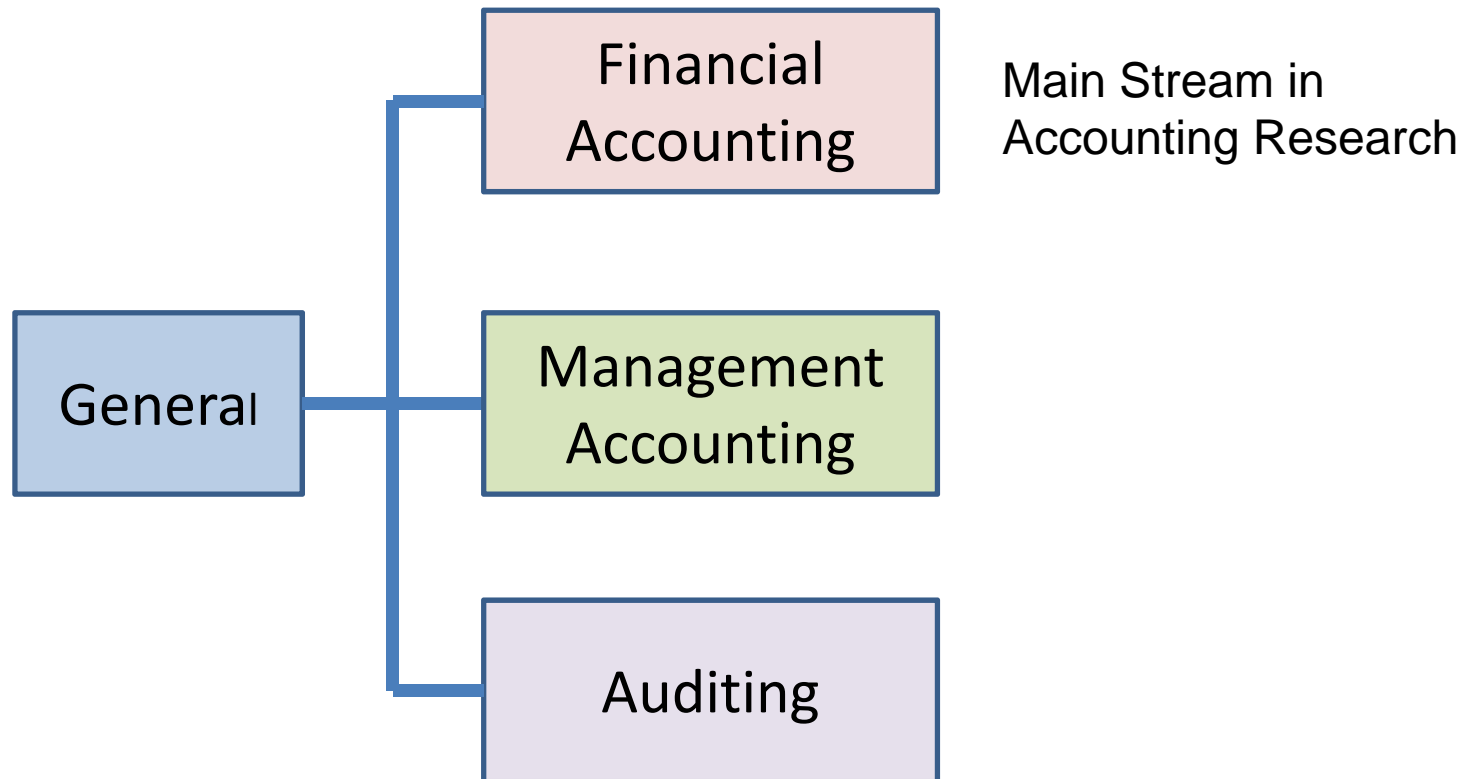 Financial
Accounting
Main Stream in
Accounting Research
General
Management
Accounting
Auditing